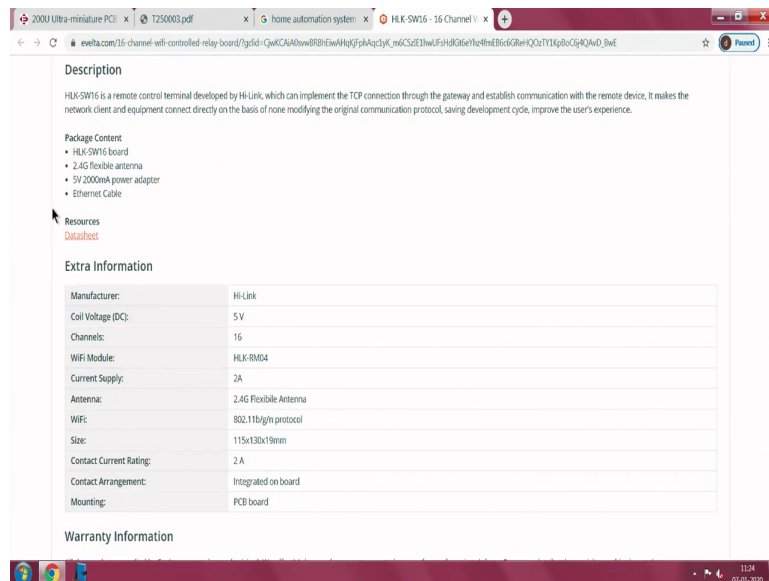 200U Ultra-miniature PCB
T250003.pdf
home automation system
HLK-SW16 - 16 Channel W
Paused
Description
HLK-SW16 is a remote control terminal developed by Hi-Link, which can implement the TCP connection through the gateway and establish communication with the remote device, It makes the
network client and equipment connect directly on the basis of none modifying the original communication protocol, saving development cycle, improve the user's experience.
Package Content
• HLK-SW16 board
• 2.4G flexible antenna
• 5V 2000mA power adapter
• Ethernet Cable
Resources
Datasheet
Extra Information
Manufacturer: Hi-Link
Coil Voltage (DC): 5 V
Channels: 16
WiFi Module: HLK-RM04
Current Supply: 2A
Antenna: 2.4G Flexibile Antenna
WiFi: 802.11b/g/n protocol
Size: 115x130x19mm
Contact Current Rating: 2 A
Contact Arrangement: Integrated on board
Mounting: PCB board
Warranty Information
11:24
07-01-2020